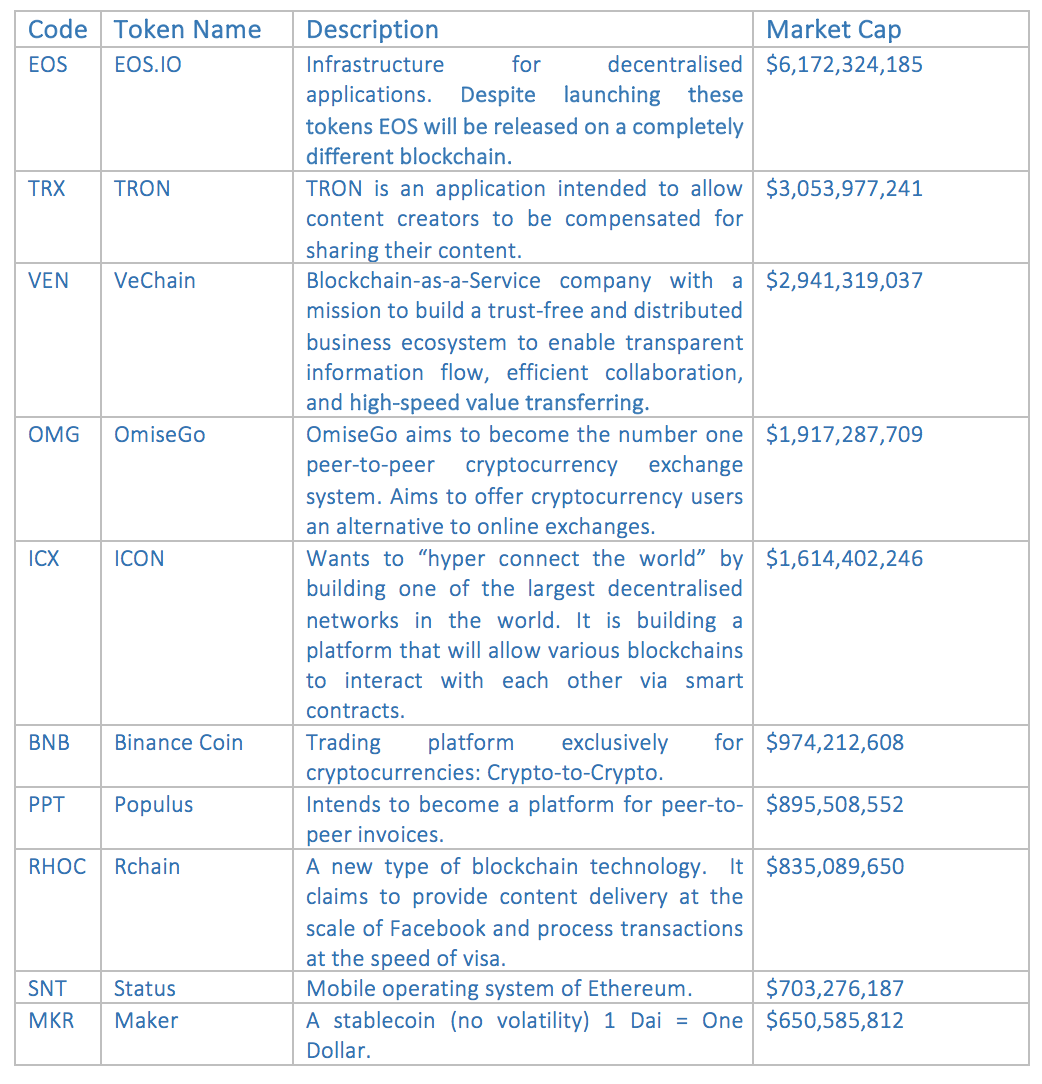 Code Token Name Description Market Cap
EOS EOS.IO Infrastructure for decentralised $6,172,324,185
applications. Despite launching these
tokens EOS will be released on a completely
different blockchain.
TRX TRON TRON is an application intended to allow $3,053,977,241
content creators to be compensated for
sharing their content.
VEN VeChain Blockchain-as-a-Service company with a $2,941,319,037
mission to build a trust-free and distributed
business ecosystem to enable transparent
information flow, efficient collaboration,
and high-speed value transferring.
OMG OmiseGo OmiseGo aims to become the number one $1,917,287,709
peer-to-peer cryptocurrency exchange
system. Aims to offer cryptocurrency users
an alternative to online exchanges.
ICX ICON Wants to “hyper connect the world” by $1,614,402,246
building one of the largest decentralised
networks in the world. It is building a
platform that will allow various blockchains
to interact with each other via smart
contracts.
BNB Binance Coin Trading platform exclusively for $974,212,608
cryptocurrencies: Crypto-to-Crypto.
PPT Populus Intends to become a platform for peer-to- $895,508,552
peer invoices.
RHOC Rchain A new type of blockchain technology. It $835,089,650
claims to provide content delivery at the
scale of Facebook and process transactions
at the speed of visa.
SNT Status Mobile operating system of Ethereum. $703,276,187
MKR Maker A stablecoin (no volatility) 1 Dai = One $650,585,812
Dollar.